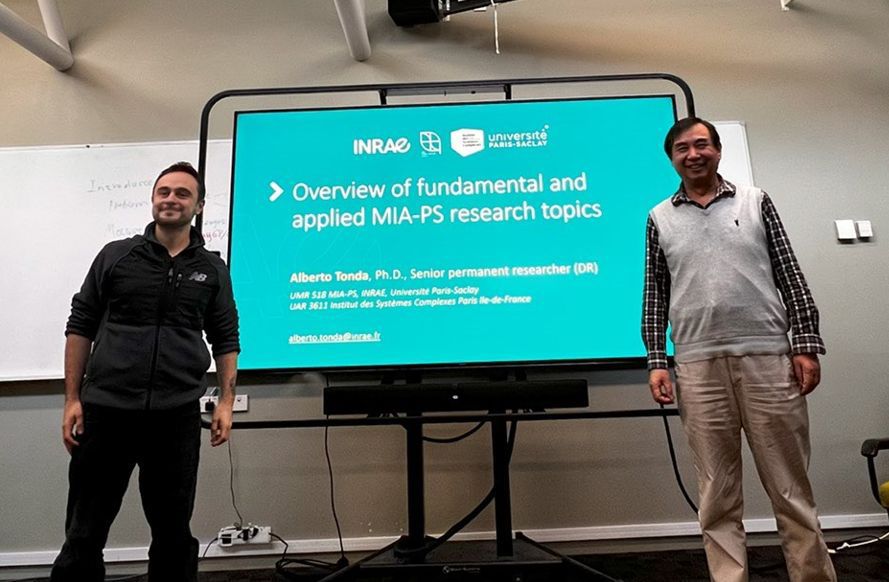 INRAE
université
PARIS-SACLAY
Overview of fundamental and
applied MIA-PS research topics
Alberto Tonda, Ph.D., Senior permanent researcher (DR)
UMR 518 MIA-PS, INRAE, Université Paris-Saclay
UAR 3611 Institut des Systèmes Complexes Paris Ile-de-France
alberto.tonda@inrae.fr